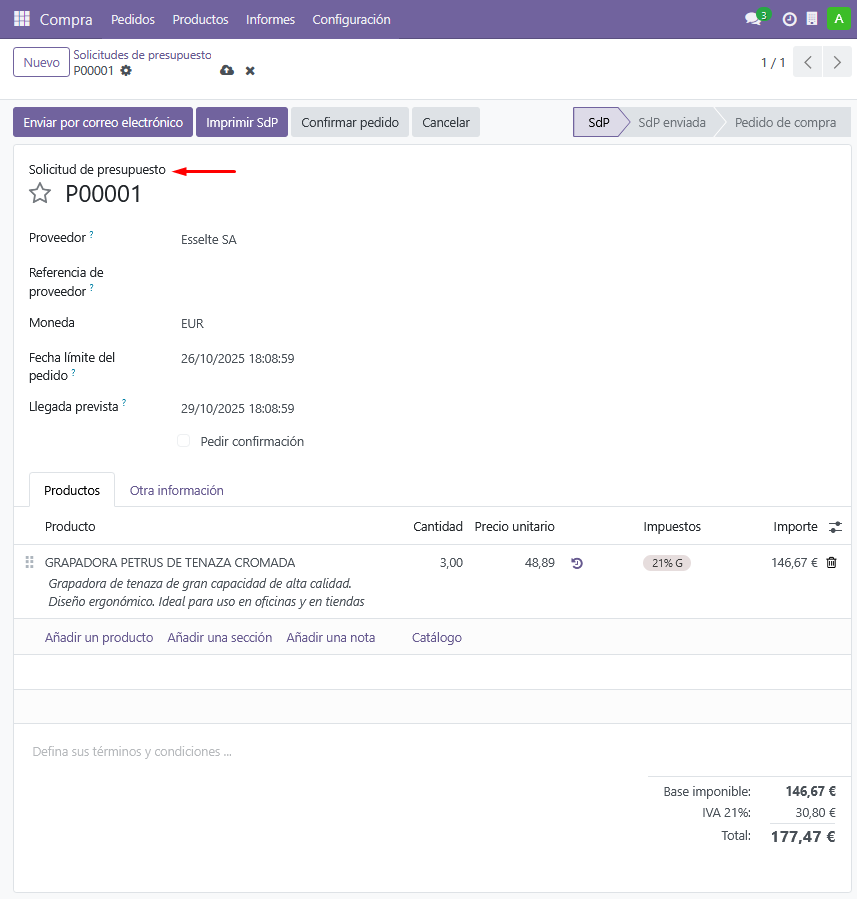 Compra Pedidos Productos Informes Configuración 3 A
Nuevo Solicitudes de presupuesto
P00001
1 / 1
Enviar por correo electrónico Imprimir SdP Confirmar pedido Cancelar SdP SdP enviada Pedido de compra
Solicitud de presupuesto
P00001
Proveedor ? Esselte SA
Referencia de
proveedor ?
Moneda EUR
Fecha límite del
pedido ? 26/10/2025 18:08:59
Llegada prevista ? 29/10/2025 18:08:59
Pedir confirmación
Productos Otra información
Producto Cantidad Precio unitario Impuestos Importe
GRAPADORA PETRUS DE TENAZA CROMADA 3,00 48,89 21% G 146,67 €
Grapadora de tenaza de gran capacidad de alta calidad.
Diseño ergonómico. Ideal para uso en oficinas y en tiendas
Añadir un producto Añadir una sección Añadir una nota Catálogo
Defina sus términos y condiciones ...
Base imponible: 146,67 €
IVA 21%: 30,80 €
Total: 177,47 €